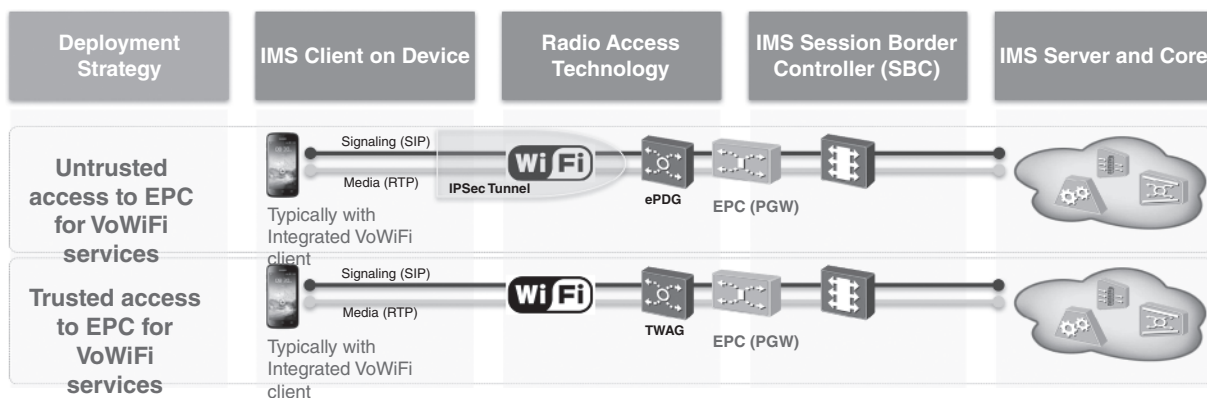 Deployment
Strategy
IMS Client on Device
Radio Access
Technology
IMS Session Border
Controller (SBC)
IMS Server and Core
Untrusted
access to EPC
for VoWiFi
services
Signaling (SIP)
Media (RTP)
IPSec Tunnel
Wi Fi
ePDG
EPC (PGW)
Typically with
Integrated VoWiFi
client
Trusted access
to EPC for
VoWiFi
services
Signaling (SIP)
Media (RTP)
Wi Fi
TWAG
EPC (PGW)
Typically with
Integrated VoWiFi
client